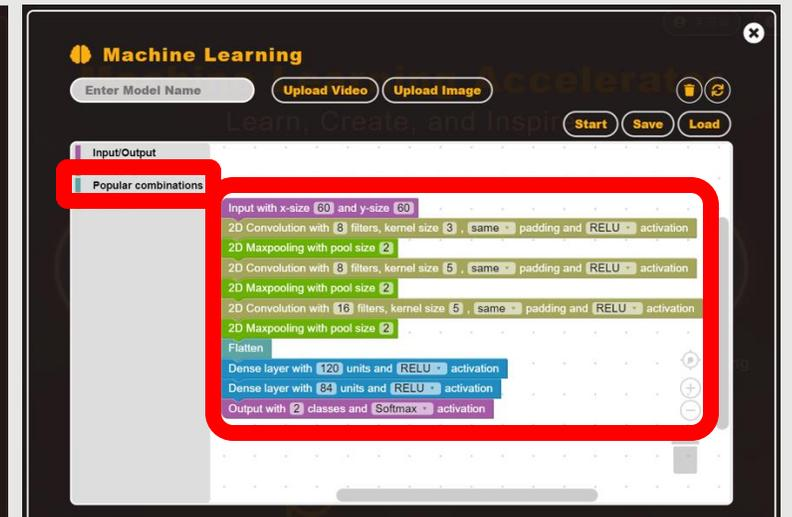 Machine Learning
Enter Model Name
Upload Video
Upload Image
Learn, Create, and Inspire
Start
Save
Load
Input/Output
Popular combinations
Input with x-size 60 and y-size 60
2D Convolution with 8 filters, kernel size 3 , same padding and RELU activation
2D Maxpooling with pool size 2
2D Convolution with 8 filters, kernel size 5 , same padding and RELU activation
2D Maxpooling with pool size 2
2D Convolution with 16 filters, kernel size 5 , same padding and RELU activation
2D Maxpooling with pool size 2
Flatten
Dense layer with 120 units and RELU activation
Dense layer with 84 units and RELU activation
Output with 2 classes and Softmax activation